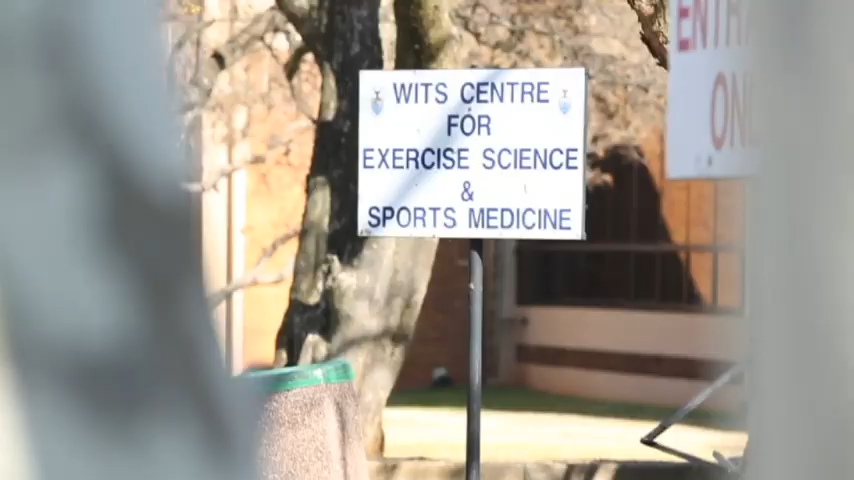 WITS CENTRE
FOR
EXERCISE SCIENCE
&
SPORTS MEDICINE